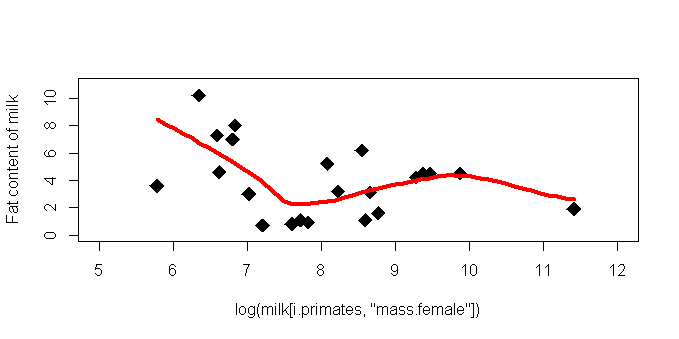 Fat content of milk
10
8
6
4
2
0
5 6 7 8 9 10 11 12
log(milk[i.primates, "mass.female"])